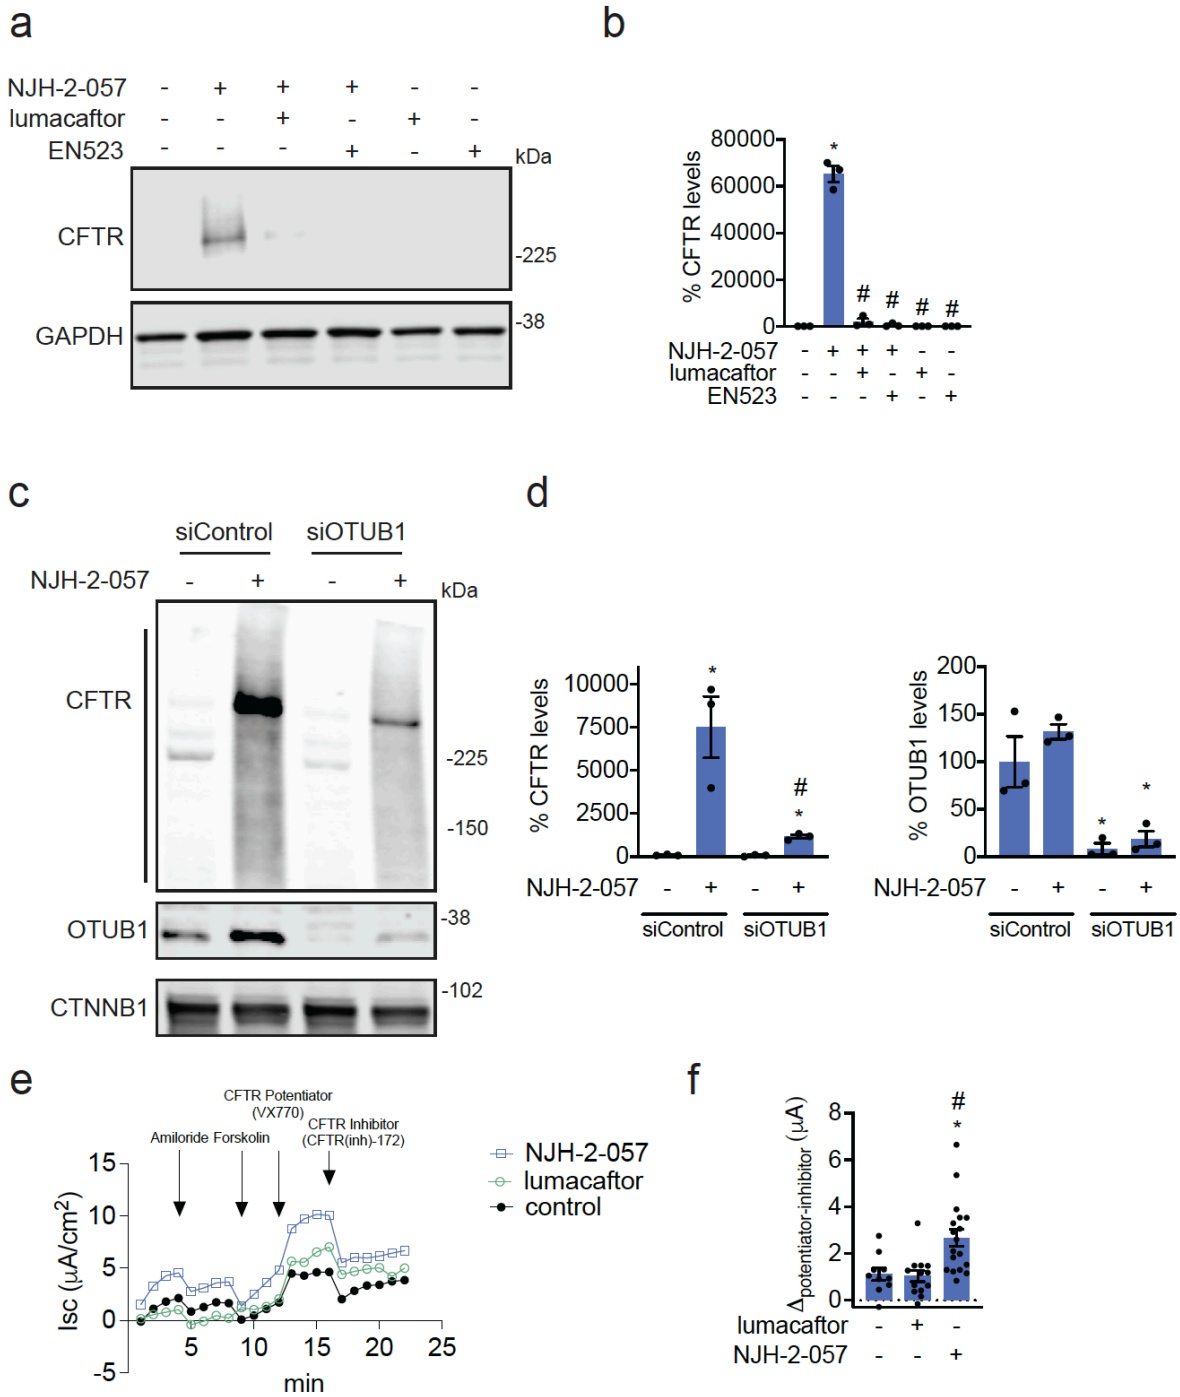 a
NJH-2-057 - + + + - -
lumacaftor - - + - + -
EN523 - - - + - +
kDa
CFTR
-225
GAPDH
-38
b
% CFTR levels
80000
60000
40000
20000
0
*
# # # #
NJH-2-057 - + + + - -
lumacaftor - - + - + -
EN523 - - - + - +
c
siControl siOTUB1
NJH-2-057 - + - +
kDa
CFTR
-225
-150
OTUB1
-38
CTNNB1
-102
d
% CFTR levels
10000
7500
5000
2500
0
*
#
*
NJH-2-057 - + - +
siControl siOTUB1
% OTUB1 levels
200
150
100
50
0
* *
NJH-2-057 - + - +
siControl siOTUB1
e
CFTR Potentiator
(VX770)
CFTR Inhibitor
(CFTR(inh)-172)
Amiloride Forskolin
NJH-2-057
lumacaftor
control
Isc (μA/cm²)
15
10
5
0
-5
5 10 15 20 25
min
f
Δpotentiator-inhibitor (μA)
8
6
4
2
0
#
*
lumacaftor - + -
NJH-2-057 - - +